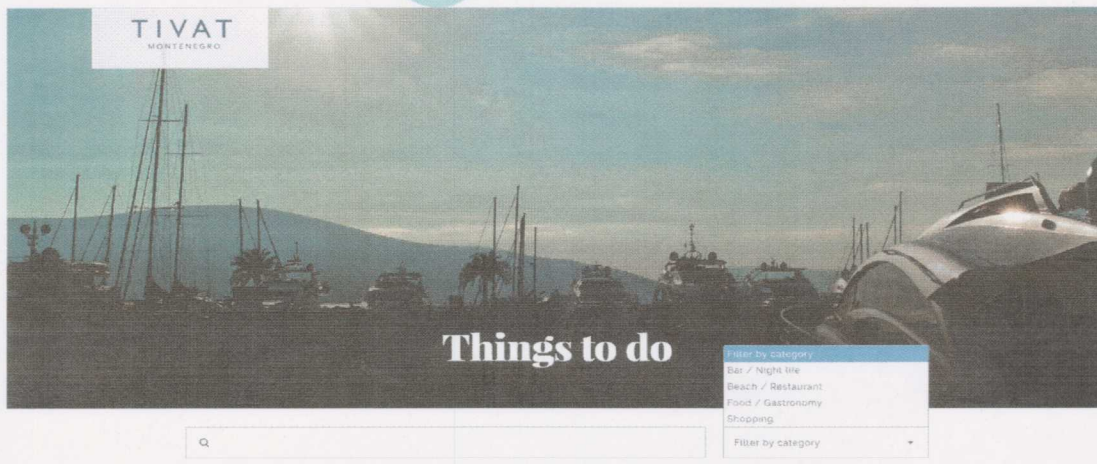 TIVAT
MONTENEGRO
Things to do
Filter by category
Bar / Night life
Beach / Restaurant
Food / Gastronomy
Shopping
Filter by category